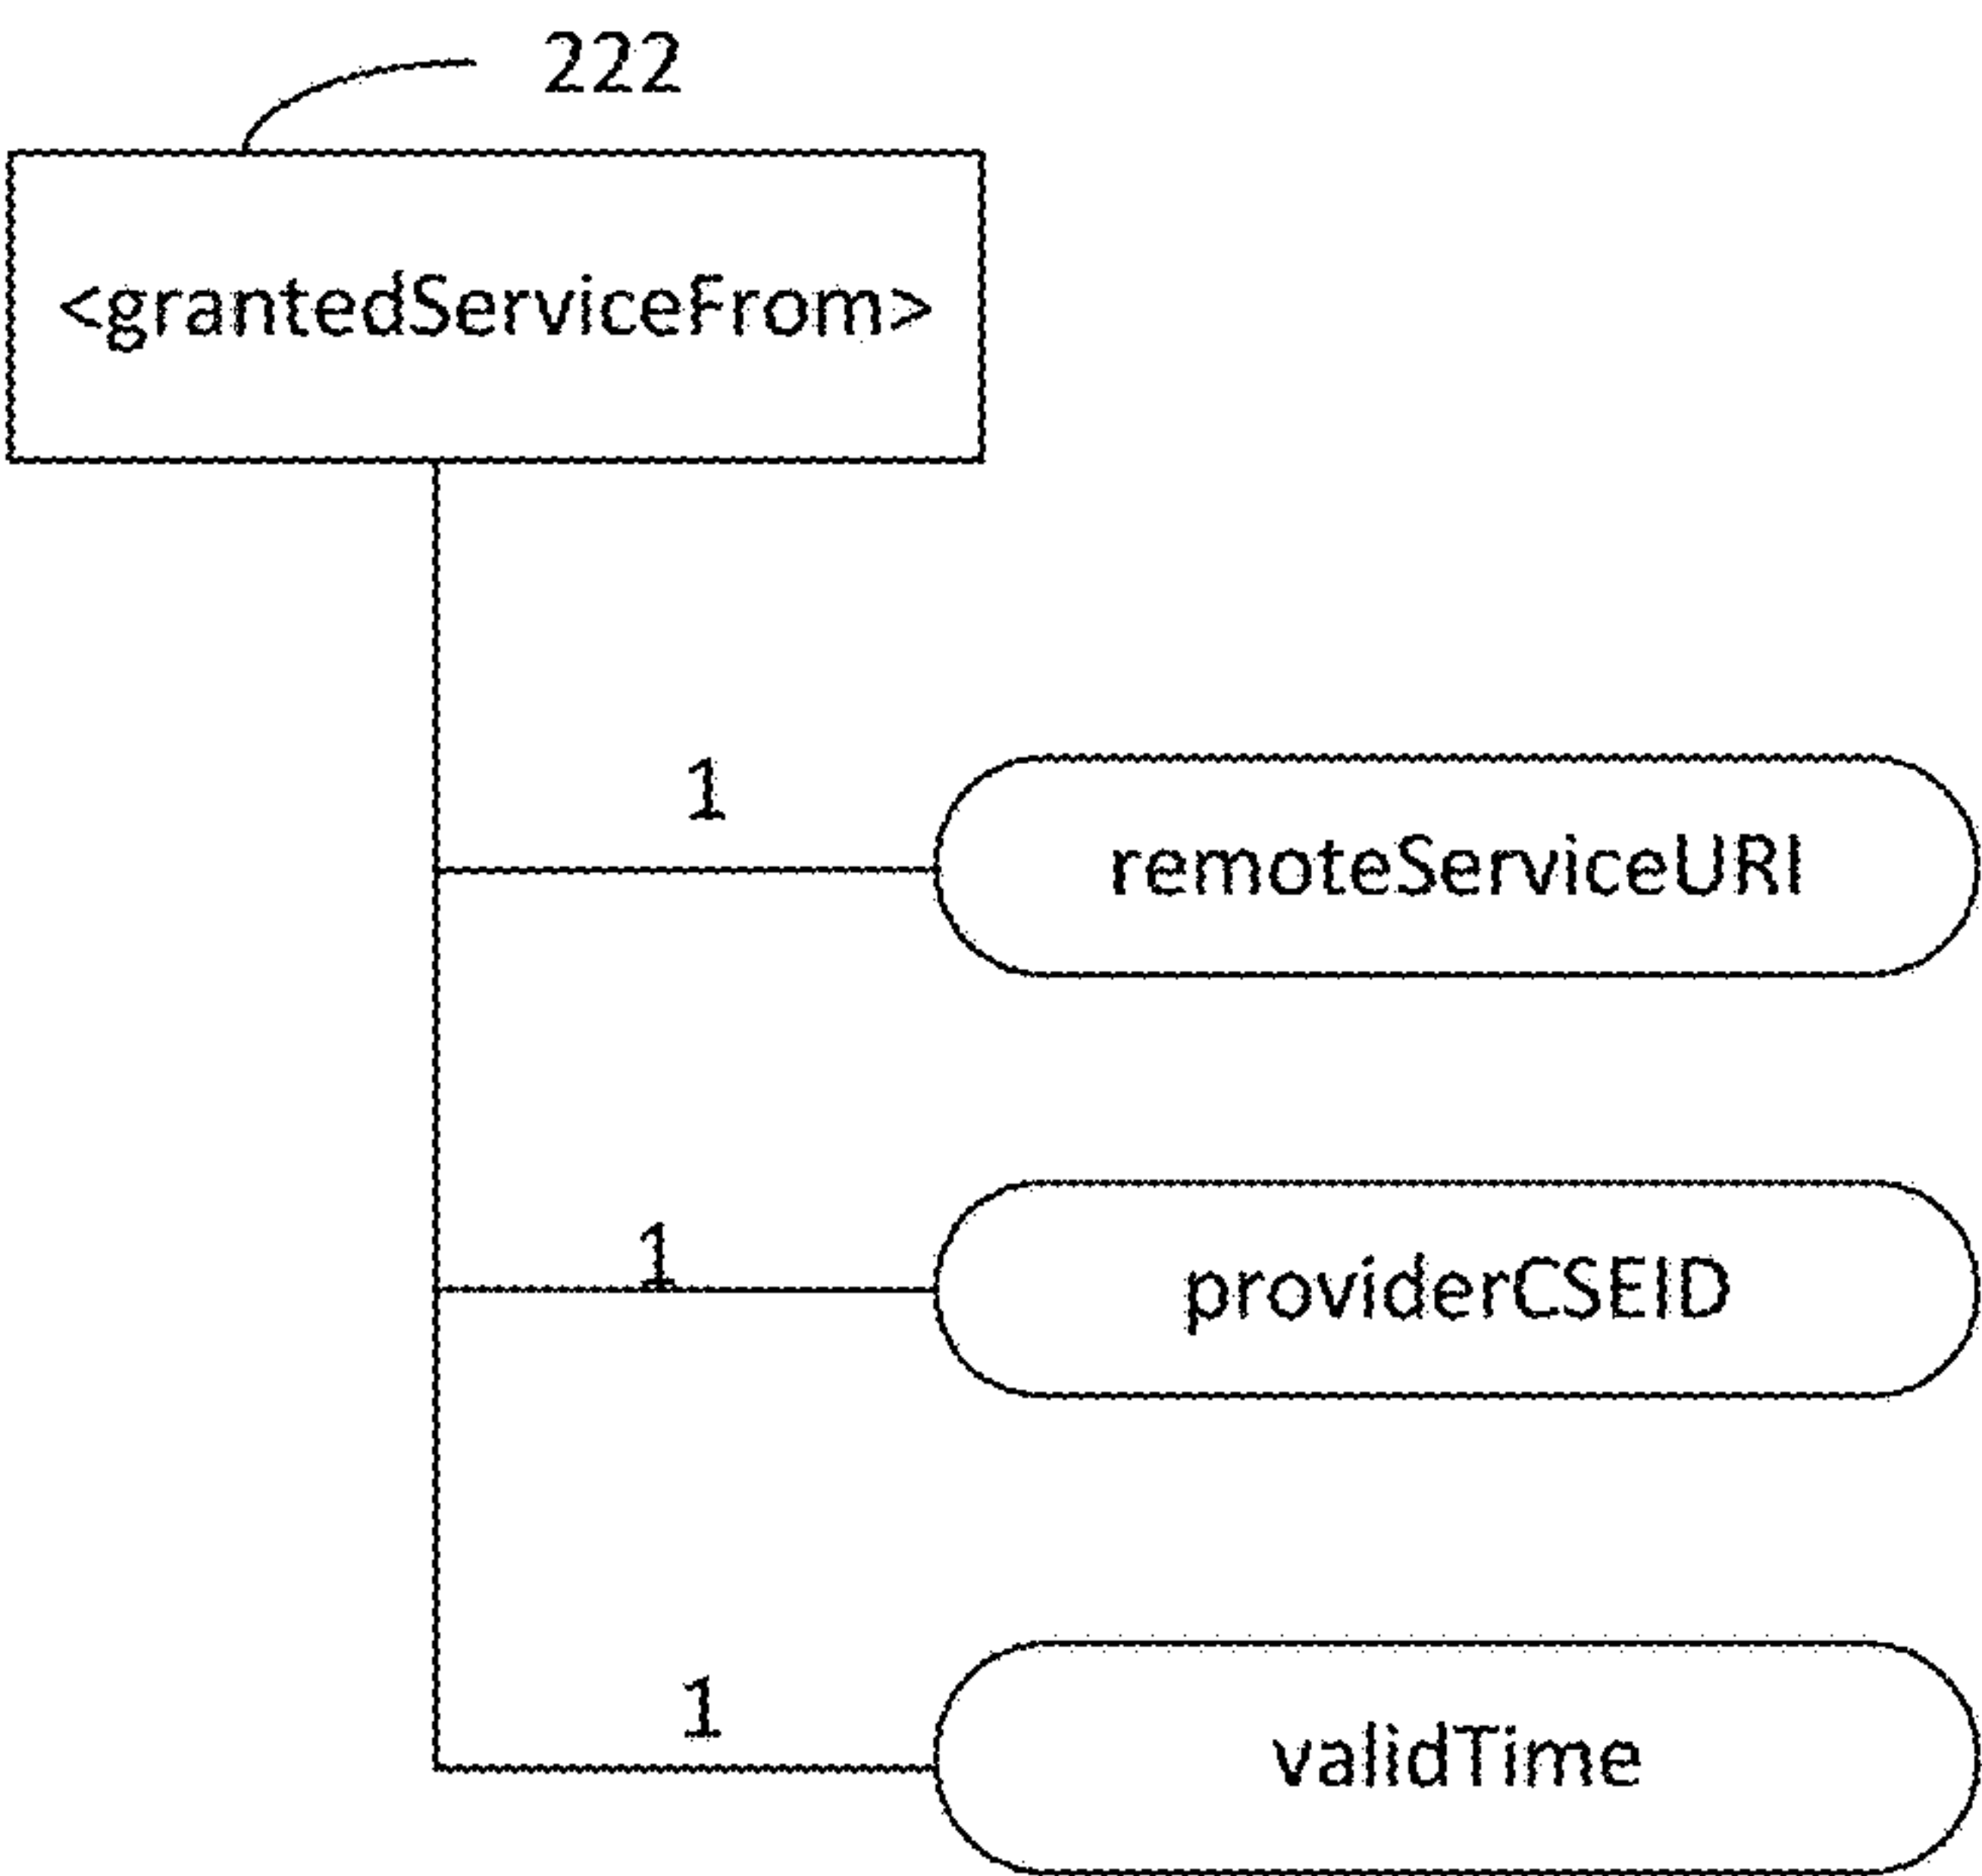 222
<grantedServiceFrom>
1
remoteServiceURI
1
providerCSEID
1
validTime